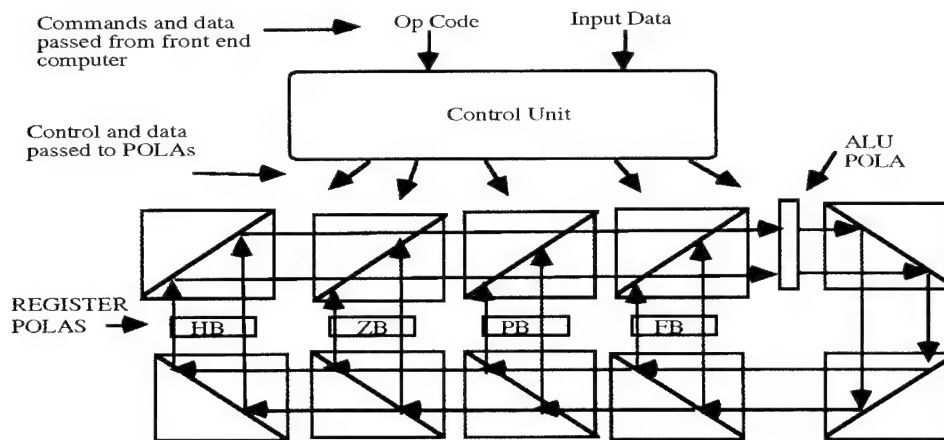 Commands and data
passed from front end
computer
Op Code
Input Data
Control Unit
Control and data
passed to POLAs
ALU
POLA
REGISTER
POLAS
HB
ZB
PB
FB